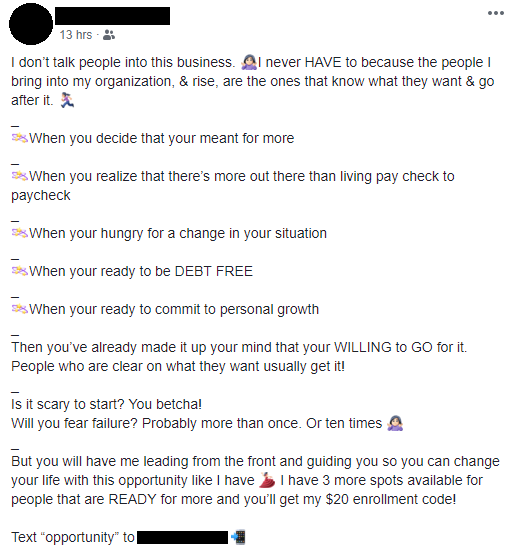 13 hrs ·
I don't talk people into this business. 🤷🏻‍♀️I never HAVE to because the people I
bring into my organization, & rise, are the ones that know what they want & go
after it. 🏃🏻‍♀️
_
When you decide that your meant for more
_
When you realize that there's more out there than living pay check to
paycheck
_
When your hungry for a change in your situation
_
When your ready to be DEBT FREE
_
When your ready to commit to personal growth
_
Then you've already made it up your mind that your WILLING to GO for it.
People who are clear on what they want usually get it!
_
Is it scary to start? You betcha!
Will you fear failure? Probably more than once. Or ten times 🤷🏻‍♀️
_
But you will have me leading from the front and guiding you so you can change
your life with this opportunity like I have 💃🏻 I have 3 more spots available for
people that are READY for more and you'll get my $20 enrollment code!
Text "opportunity" to 📲